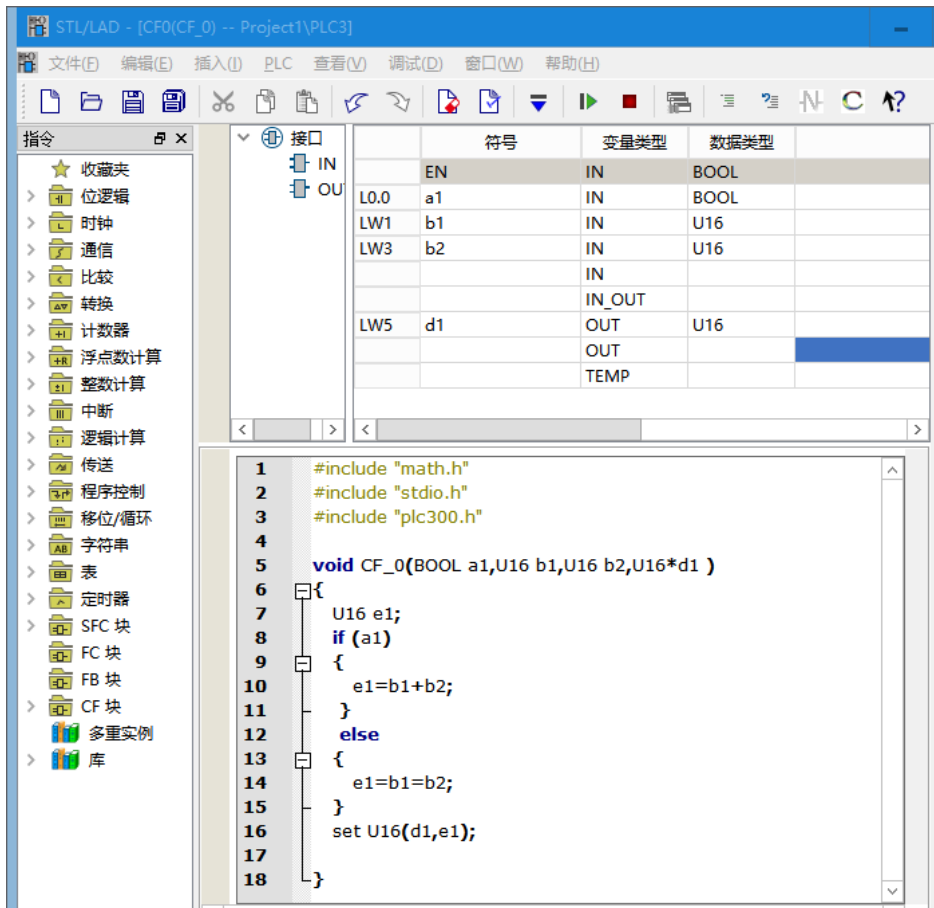 STL/LAD - [CF0(CF_0) -- Project1\PLC3]
文件(F) 编辑(E) 插入(I) PLC 查看(V) 调试(D) 窗口(W) 帮助(H)
指令
收藏夹
位逻辑
时钟
通信
比较
转换
计数器
浮点数计算
整数计算
中断
逻辑计算
传送
程序控制
移位/循环
字符串
表
定时器
SFC 块
FC 块
FB 块
CF 块
多重实例
库
接口
IN
OUT
符号 变量类型 数据类型
EN IN BOOL
L0.0 a1 IN BOOL
LW1 b1 IN U16
LW3 b2 IN U16
IN
IN_OUT
LW5 d1 OUT U16
OUT
TEMP
1 #include "math.h"
2 #include "stdio.h"
3 #include "plc300.h"
4
5 void CF_0(BOOL a1,U16 b1,U16 b2,U16*d1 )
6 {
7 U16 e1;
8 if (a1)
9 {
10 e1=b1+b2;
11 }
12 else
13 {
14 e1=b1=b2;
15 }
16 set U16(d1,e1);
17
18 }